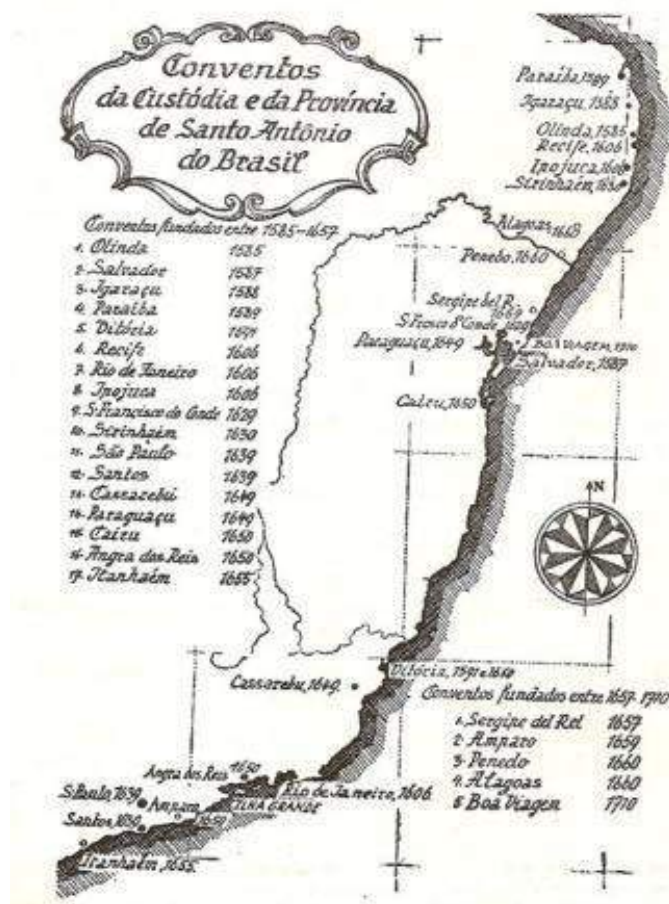 Conventos
da Custódia e da Província
de Santo Antônio
do Brasil
Conventos fundados entre 1585-1657
1. Olinda 1585
2. Salvador 1587
3. Igaraçu 1588
4. Paraíba 1589
5. Vitória 1591
6. Recife 1606
7. Rio de Janeiro 1606
8. Ipojuca 1606
9. S. Francisco do Conde 1629
10. Sirinhaém 1630
11. São Paulo 1639
12. Santos 1639
13. Cassarebú 1649
14. Paraguaçu 1649
15. Cairu 1650
16. Angra dos Reis 1650
17. Itanhaém 1655
Paraíba, 1589
Igaraçu, 1588
Olinda, 1585
Recife, 1606
Ipojuca, 1606
Sirinhaém, 1630
Alagoas,
Penedo, 1660
Sergipe del R.
S. Franco do Conde
BOA VIAGEM, 1710
Paraguaçu, 1649
Salvador, 1587
Cairu, 1650
N
Vitória, 1591 e
Cassarebu, 1649
Conventos fundados entre 1657-1710
1. Sergipe del Rei 1657
2. Amparo 1659
3. Penedo 1660
4. Alagoas 1660
5. Boa Viagem 1710
Angra dos Reis 1650
S. Paulo, 1639
Amparo
Rio de Janeiro, 1606
ILHA GRANDE
Santos, 1639
Itanhaém, 1655